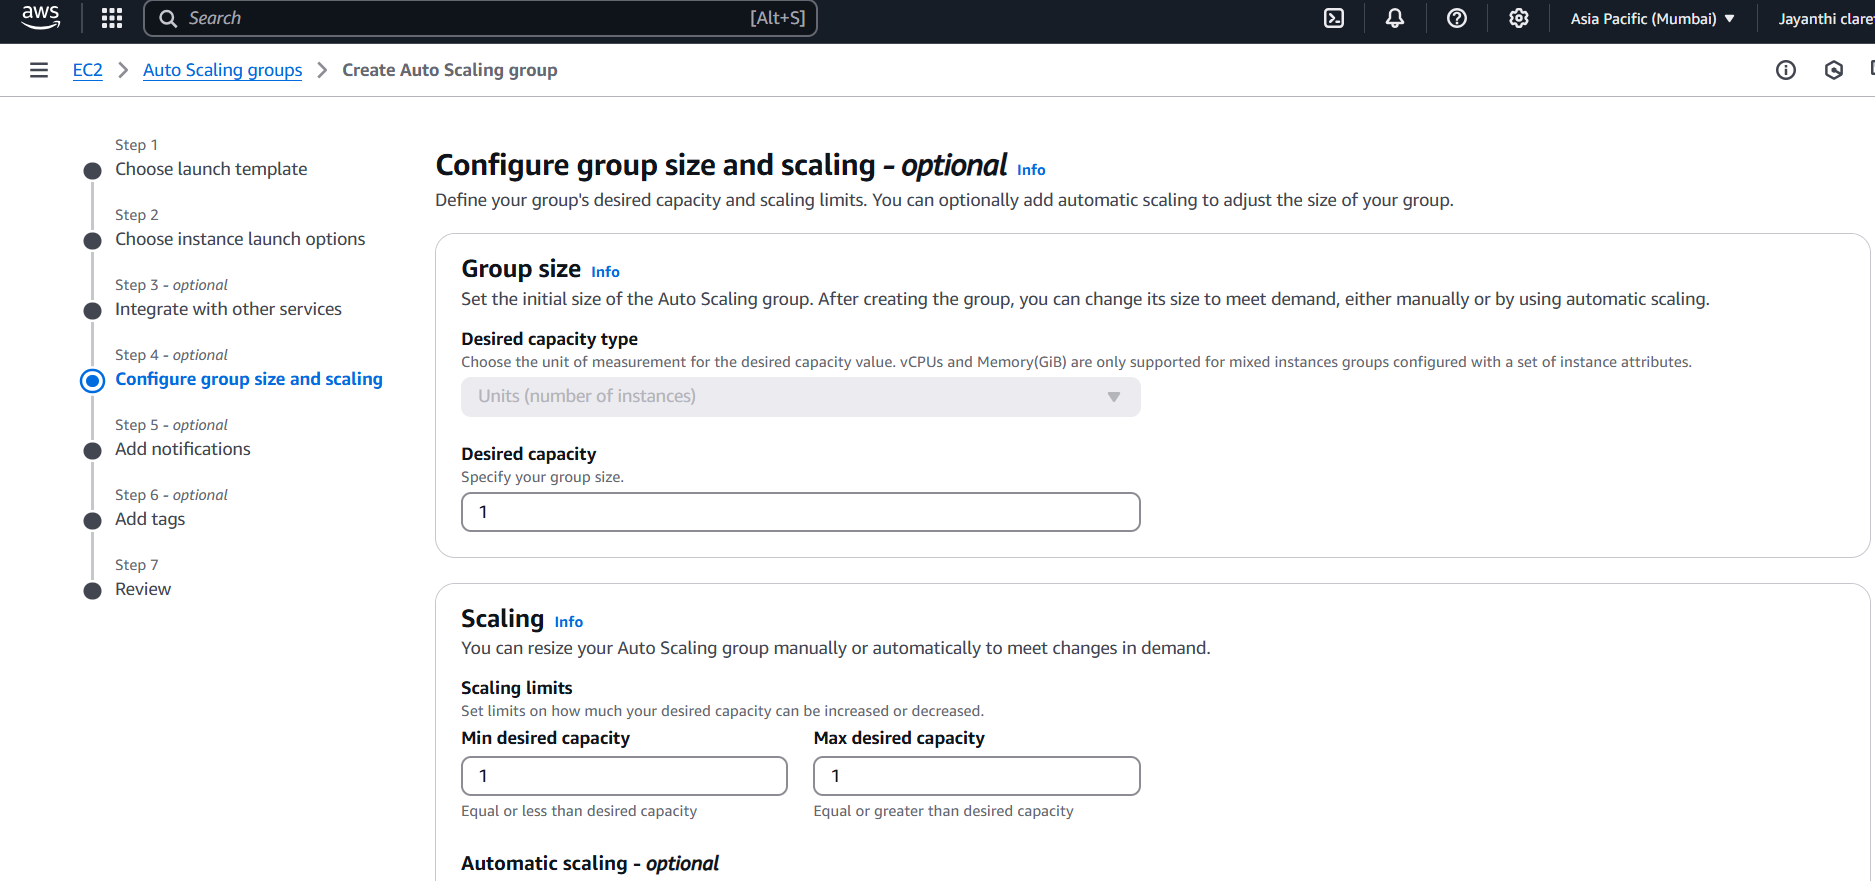 aws
Search [Alt+S]
Asia Pacific (Mumbai)
Jayanthi clare
EC2 > Auto Scaling groups > Create Auto Scaling group
Step 1
Choose launch template
Step 2
Choose instance launch options
Step 3 - optional
Integrate with other services
Step 4 - optional
Configure group size and scaling
Step 5 - optional
Add notifications
Step 6 - optional
Add tags
Step 7
Review
Configure group size and scaling - optional Info
Define your group's desired capacity and scaling limits. You can optionally add automatic scaling to adjust the size of your group.
Group size Info
Set the initial size of the Auto Scaling group. After creating the group, you can change its size to meet demand, either manually or by using automatic scaling.
Desired capacity type
Choose the unit of measurement for the desired capacity value. vCPUs and Memory(GiB) are only supported for mixed instances groups configured with a set of instance attributes.
Units (number of instances)
Desired capacity
Specify your group size.
1
Scaling Info
You can resize your Auto Scaling group manually or automatically to meet changes in demand.
Scaling limits
Set limits on how much your desired capacity can be increased or decreased.
Min desired capacity
1
Equal or less than desired capacity
Max desired capacity
1
Equal or greater than desired capacity
Automatic scaling - optional